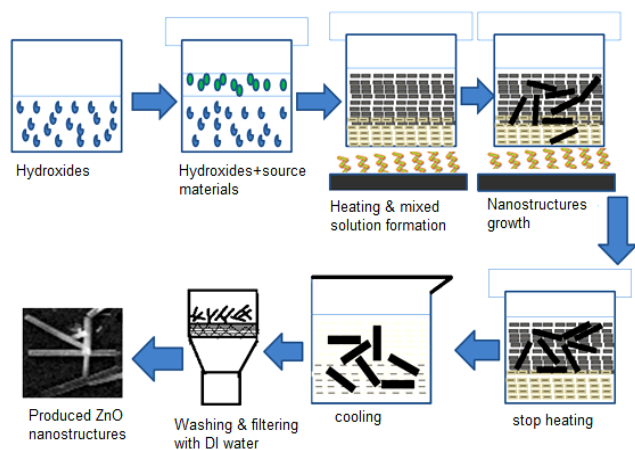 Hydroxides
Hydroxides+source
materials
Heating & mixed
solution formation
Nanostructures
growth
stop heating
cooling
Washing & filtering
with DI water
Produced ZnO
nanostructures